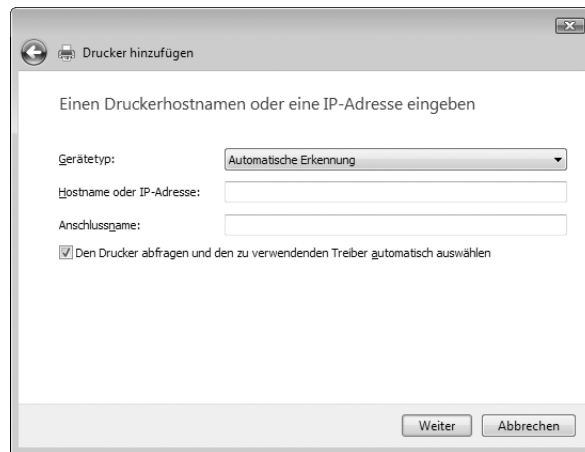 Drucker hinzufügen
Einen Druckerhostnamen oder eine IP-Adresse eingeben
Gerätetyp: Automatische Erkennung
Hostname oder IP-Adresse:
Anschlussname:
Den Drucker abfragen und den zu verwendenden Treiber automatisch auswählen
Weiter Abbrechen